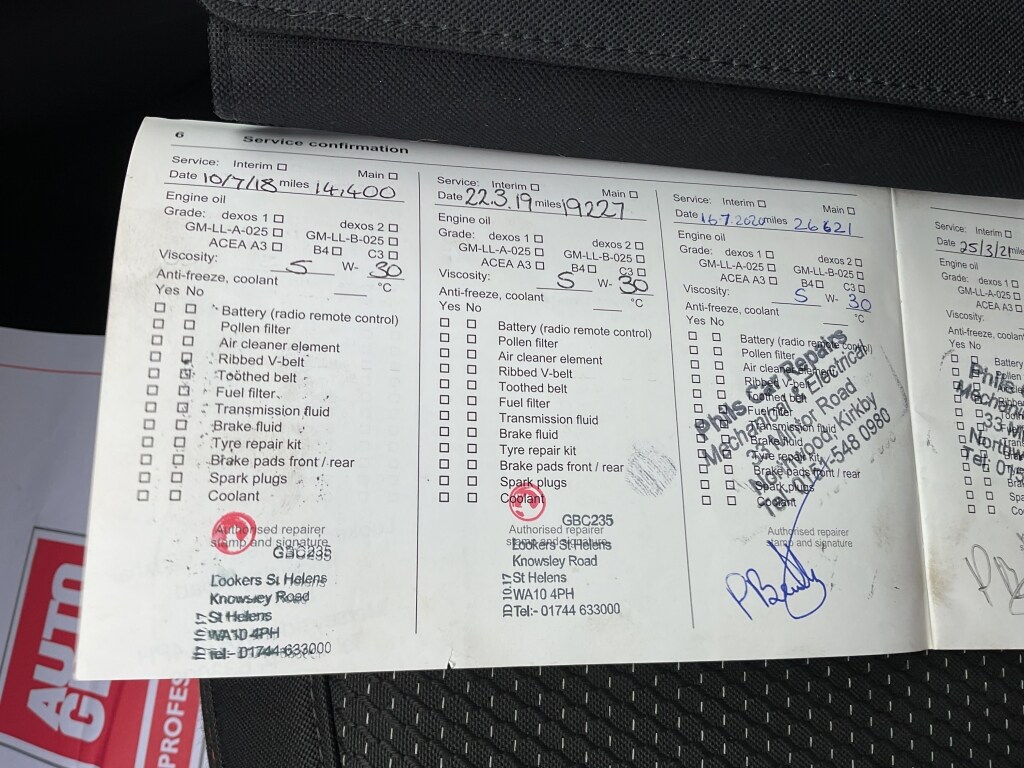 6 Service confirmation
Service: Interim ☐ Main ☐
Date 10/7/18 miles 14,400
Engine oil
Grade: dexos 1 ☐ dexos 2 ☐
GM-LL-A-025 ☐ GM-LL-B-025 ☐
ACEA A3 ☐ B4 ☐ C3 ☐
Viscosity: 5 W- 30
Anti-freeze, coolant °C
Yes No
☐ ☐ Battery (radio remote control)
☐ ☐ Pollen filter
☐ ☐ Air cleaner element
☐ ☐ Ribbed V-belt
☐ ☐ Toothed belt
☐ ☐ Fuel filter
☐ ☐ Transmission fluid
☐ ☐ Brake fluid
☐ ☐ Tyre repair kit
☐ ☐ Brake pads front / rear
☐ ☐ Spark plugs
☐ ☐ Coolant
Authorised repairer
stamp and signature
GBC235
Lookers St Helens
Knowsley Road
St Helens
WA10 4PH
Tel:- 01744 633000
Service: Interim ☐ Main ☐
Date 22.3.19 miles 19227
Engine oil
Grade: dexos 1 ☐ dexos 2 ☐
GM-LL-A-025 ☐ GM-LL-B-025 ☐
ACEA A3 ☐ B4 ☐ C3 ☐
Viscosity: 5 W- 30
Anti-freeze, coolant °C
Yes No
☐ ☐ Battery (radio remote control)
☐ ☐ Pollen filter
☐ ☐ Air cleaner element
☐ ☐ Ribbed V-belt
☐ ☐ Toothed belt
☐ ☐ Fuel filter
☐ ☐ Transmission fluid
☐ ☐ Brake fluid
☐ ☐ Tyre repair kit
☐ ☐ Brake pads front / rear
☐ ☐ Spark plugs
☐ ☐ Coolant
Authorised repairer
stamp and signature
GBC235
Lookers St Helens
Knowsley Road
St Helens
WA10 4PH
Tel:- 01744 633000
Service: Interim ☐ Main ☐
Date 16.7.2020 miles 26621
Engine oil
Grade: dexos 1 ☐ dexos 2 ☐
GM-LL-A-025 ☐ GM-LL-B-025 ☐
ACEA A3 ☐ B4 ☐ C3 ☐
Viscosity: 5 W- 30
Anti-freeze, coolant °C
Yes No
☐ ☐ Battery (radio remote control)
☐ ☐ Pollen filter
☐ ☐ Air cleaner element
☐ ☐ Ribbed V-belt
☐ ☐ Toothed belt
☐ ☐ Fuel filter
☐ ☐ Transmission fluid
☐ ☐ Brake fluid
☐ ☐ Tyre repair kit
☐ ☐ Brake pads front / rear
☐ ☐ Spark plugs
☐ ☐ Coolant
Phils Car Repairs
Mechanical & Electrical
Northwood, Kirkby
Tel: 0151-548 0980
Authorised repairer
stamp and signature
Service: Interim ☐
Date 25/3/21 mile
Engine oil
Grade: dexos 1 ☐
GM-LL-A-025 ☐
ACEA A3 ☐
Viscosity:
Anti-freeze, coolant
Yes No
Phils
Mechani
AUTO
PROFES